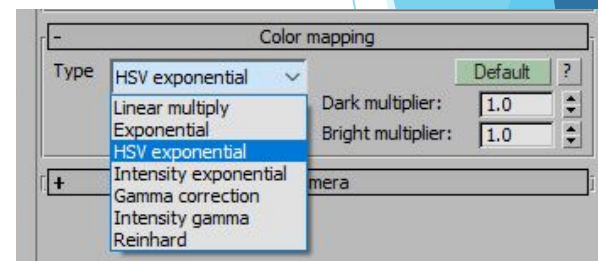 - Color mapping
Type HSV exponential Default ?
Linear multiply Dark multiplier: 1.0
Exponential Bright multiplier: 1.0
HSV exponential
Intensity exponential
+ mera
Gamma correction
Intensity gamma
Reinhard